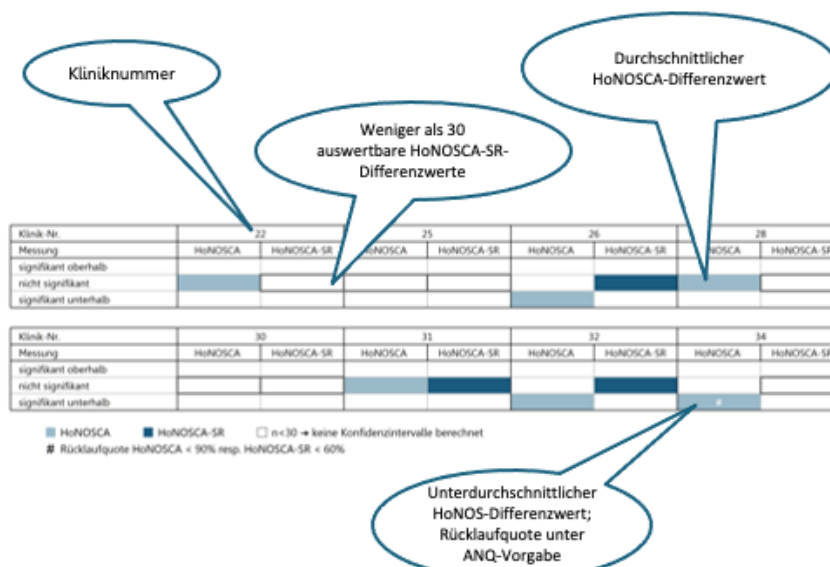 Kliniknummer
Durchschnittlicher
HoNOSCA-Differenzwert
Weniger als 30
auswertbare HoNOSCA-SR-
Differenzwerte
Klinik-Nr. 22 25 26 28
Messung HoNOSCA HoNOSCA-SR HoNOSCA HoNOSCA-SR HoNOSCA HoNOSCA-SR HoNOSCA HoNOSCA-SR
signifikant oberhalb
nicht signifikant
signifikant unterhalb
Klinik-Nr. 30 31 32 34
Messung HoNOSCA HoNOSCA-SR HoNOSCA HoNOSCA-SR HoNOSCA HoNOSCA-SR HoNOSCA HoNOSCA-SR
signifikant oberhalb
nicht signifikant
signifikant unterhalb #
HoNOSCA HoNOSCA-SR n<30 → keine Konfidenzintervalle berechnet
# Rücklaufquote HoNOSCA < 90% resp. HoNOSCA-SR < 60%
Unterdurchschnittlicher
HoNOS-Differenzwert;
Rücklaufquote unter
ANQ-Vorgabe